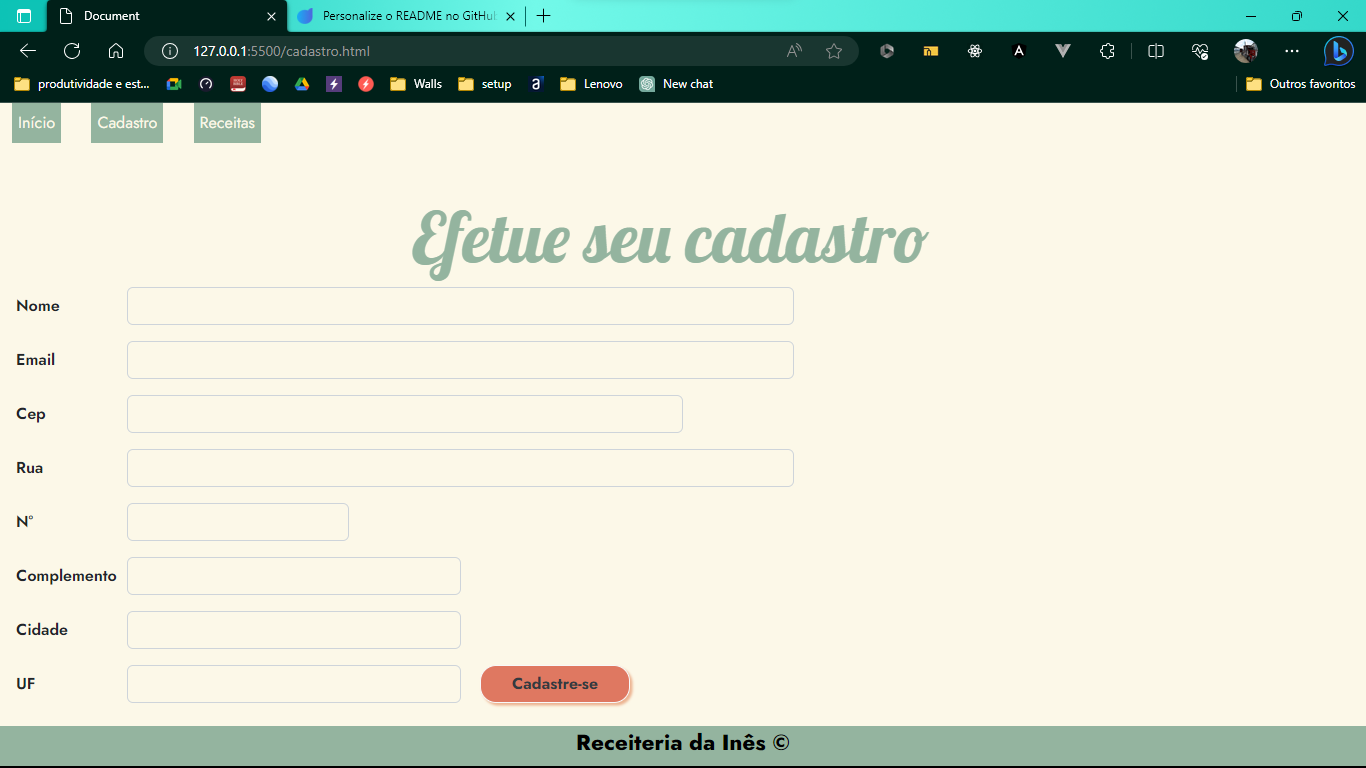 Document
Personalize o README no GitHub
127.0.0.1:5500/cadastro.html
produtividade e est... Walls setup Lenovo New chat Outros favoritos
Início Cadastro Receitas
Efetue seu cadastro
Nome
Email
Cep
Rua
N°
Complemento
Cidade
UF Cadastre-se
Receiteria da Inês ©